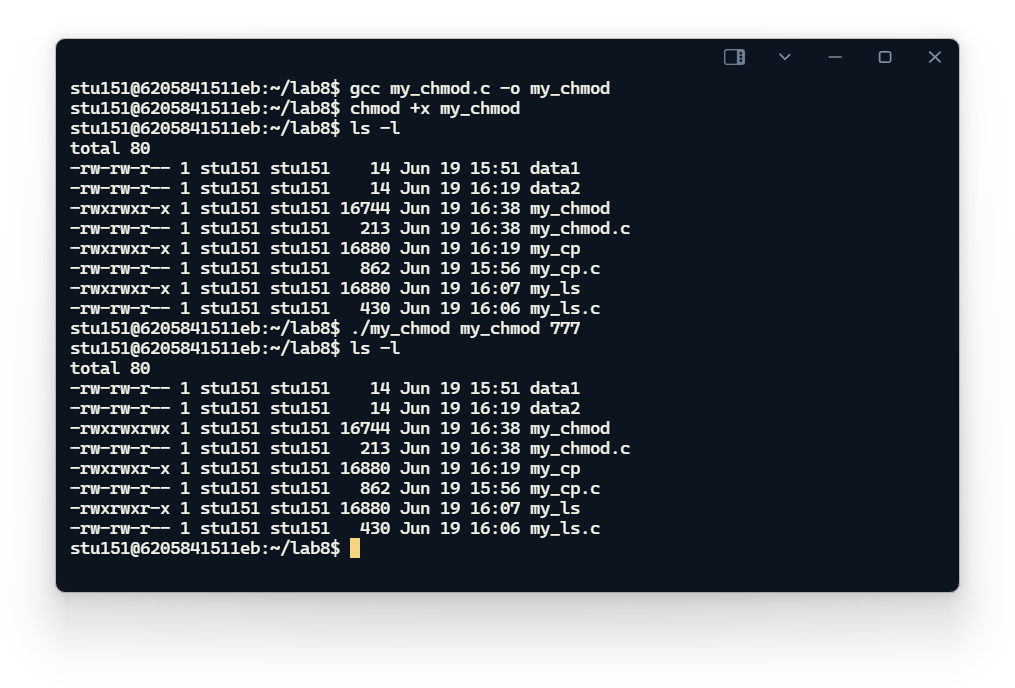 stu151@6205841511eb:~/lab8$ gcc my_chmod.c -o my_chmod
stu151@6205841511eb:~/lab8$ chmod +x my_chmod
stu151@6205841511eb:~/lab8$ ls -l
total 80
-rw-rw-r-- 1 stu151 stu151    14 Jun 19 15:51 data1
-rw-rw-r-- 1 stu151 stu151    14 Jun 19 16:19 data2
-rwxrwxr-x 1 stu151 stu151 16744 Jun 19 16:38 my_chmod
-rw-rw-r-- 1 stu151 stu151   213 Jun 19 16:38 my_chmod.c
-rwxrwxr-x 1 stu151 stu151 16880 Jun 19 16:19 my_cp
-rw-rw-r-- 1 stu151 stu151   862 Jun 19 15:56 my_cp.c
-rwxrwxr-x 1 stu151 stu151 16880 Jun 19 16:07 my_ls
-rw-rw-r-- 1 stu151 stu151   430 Jun 19 16:06 my_ls.c
stu151@6205841511eb:~/lab8$ ./my_chmod my_chmod 777
stu151@6205841511eb:~/lab8$ ls -l
total 80
-rw-rw-r-- 1 stu151 stu151    14 Jun 19 15:51 data1
-rw-rw-r-- 1 stu151 stu151    14 Jun 19 16:19 data2
-rwxrwxrwx 1 stu151 stu151 16744 Jun 19 16:38 my_chmod
-rw-rw-r-- 1 stu151 stu151   213 Jun 19 16:38 my_chmod.c
-rwxrwxr-x 1 stu151 stu151 16880 Jun 19 16:19 my_cp
-rw-rw-r-- 1 stu151 stu151   862 Jun 19 15:56 my_cp.c
-rwxrwxr-x 1 stu151 stu151 16880 Jun 19 16:07 my_ls
-rw-rw-r-- 1 stu151 stu151   430 Jun 19 16:06 my_ls.c
stu151@6205841511eb:~/lab8$